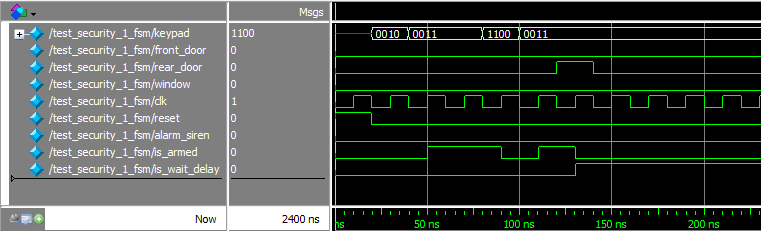 Msgs
/test_security_1_fsm/keypad 1100 0010 0011 1100 0011
/test_security_1_fsm/front_door 0
/test_security_1_fsm/rear_door 0
/test_security_1_fsm/window 0
/test_security_1_fsm/clk 1
/test_security_1_fsm/reset 0
/test_security_1_fsm/alarm_siren 0
/test_security_1_fsm/is_armed 0
/test_security_1_fsm/is_wait_delay 0
Now 2400 ns ns 50 ns 100 ns 150 ns 200 ns